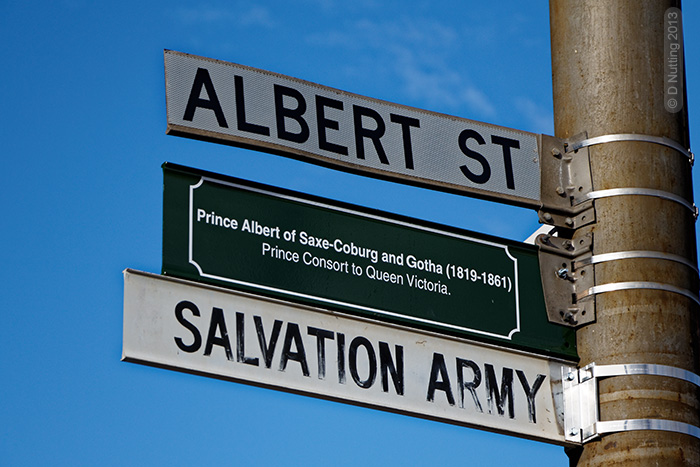 ALBERT ST
Prince Albert of Saxe-Coburg and Gotha (1819-1861)
Prince Consort to Queen Victoria.
SALVATION ARMY
© D Nutting 2013